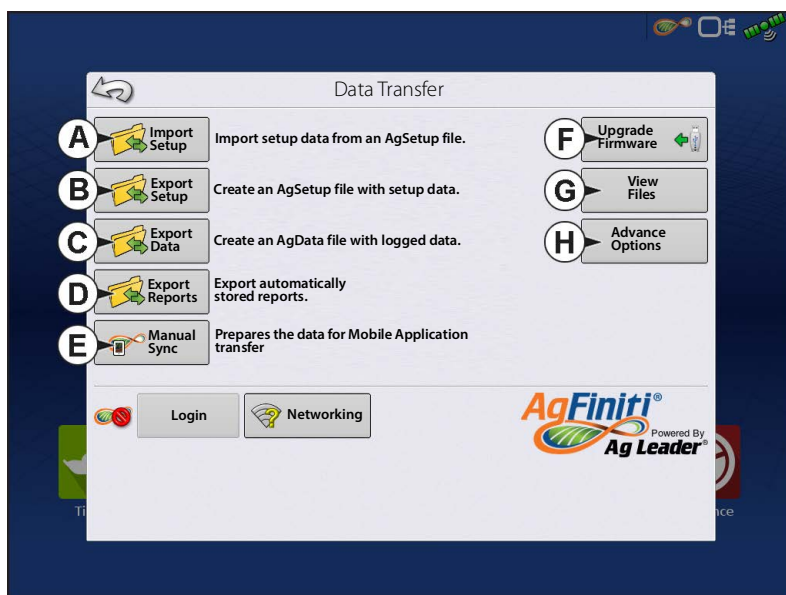 Data Transfer
A
Import
Setup
Import setup data from an AgSetup file.
B
Export
Setup
Create an AgSetup file with setup data.
C
Export
Data
Create an AgData file with logged data.
D
Export
Reports
Export automatically
stored reports.
E
Manual
Sync
Prepares the data for Mobile Application
transfer
F
Upgrade
Firmware
G
View
Files
H
Advance
Options
Login
Networking
AgFiniti®
Powered By
Ag Leader®
Ti
nce